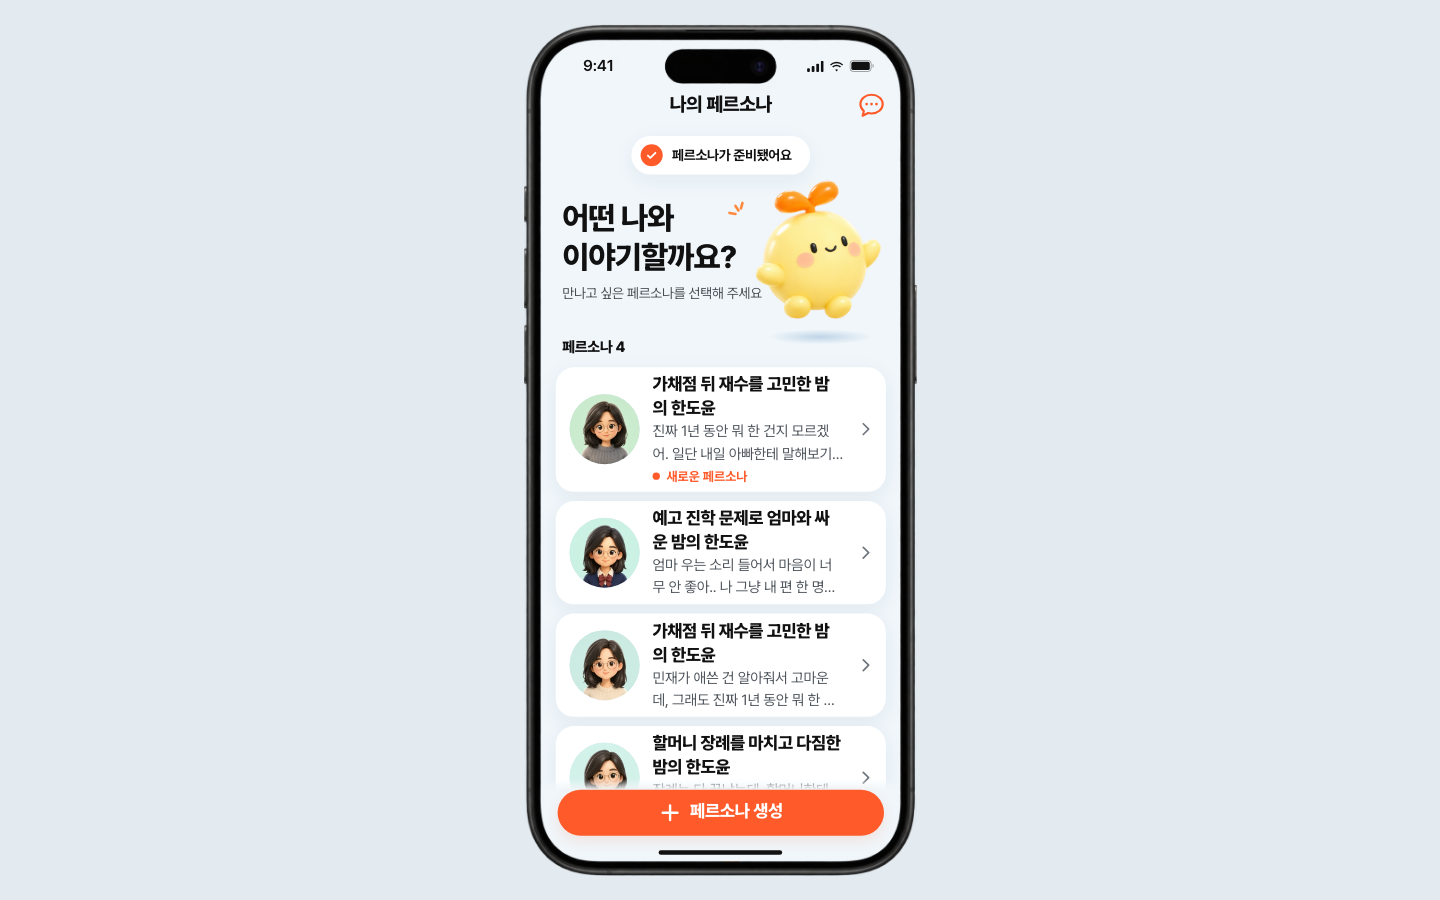 9:41
나의 페르소나
페르소나가 준비됐어요
어떤 나와
이야기할까요?
만나고 싶은 페르소나를 선택해 주세요
페르소나 4
가채점 뒤 재수를 고민한 밤
의 한도윤
진짜 1년 동안 뭐 한 건지 모르겠
어. 일단 내일 아빠한테 말해보기...
새로운 페르소나
예고 진학 문제로 엄마와 싸
운 밤의 한도윤
엄마 우는 소리 들어서 마음이 너
무 안 좋아.. 나 그냥 내 편 한 명...
가채점 뒤 재수를 고민한 밤
의 한도윤
민재가 애쓴 건 알아줘서 고마운
데, 그래도 진짜 1년 동안 뭐 한 ...
할머니 장례를 마치고 다짐한
밤의 한도윤
페르소나 생성